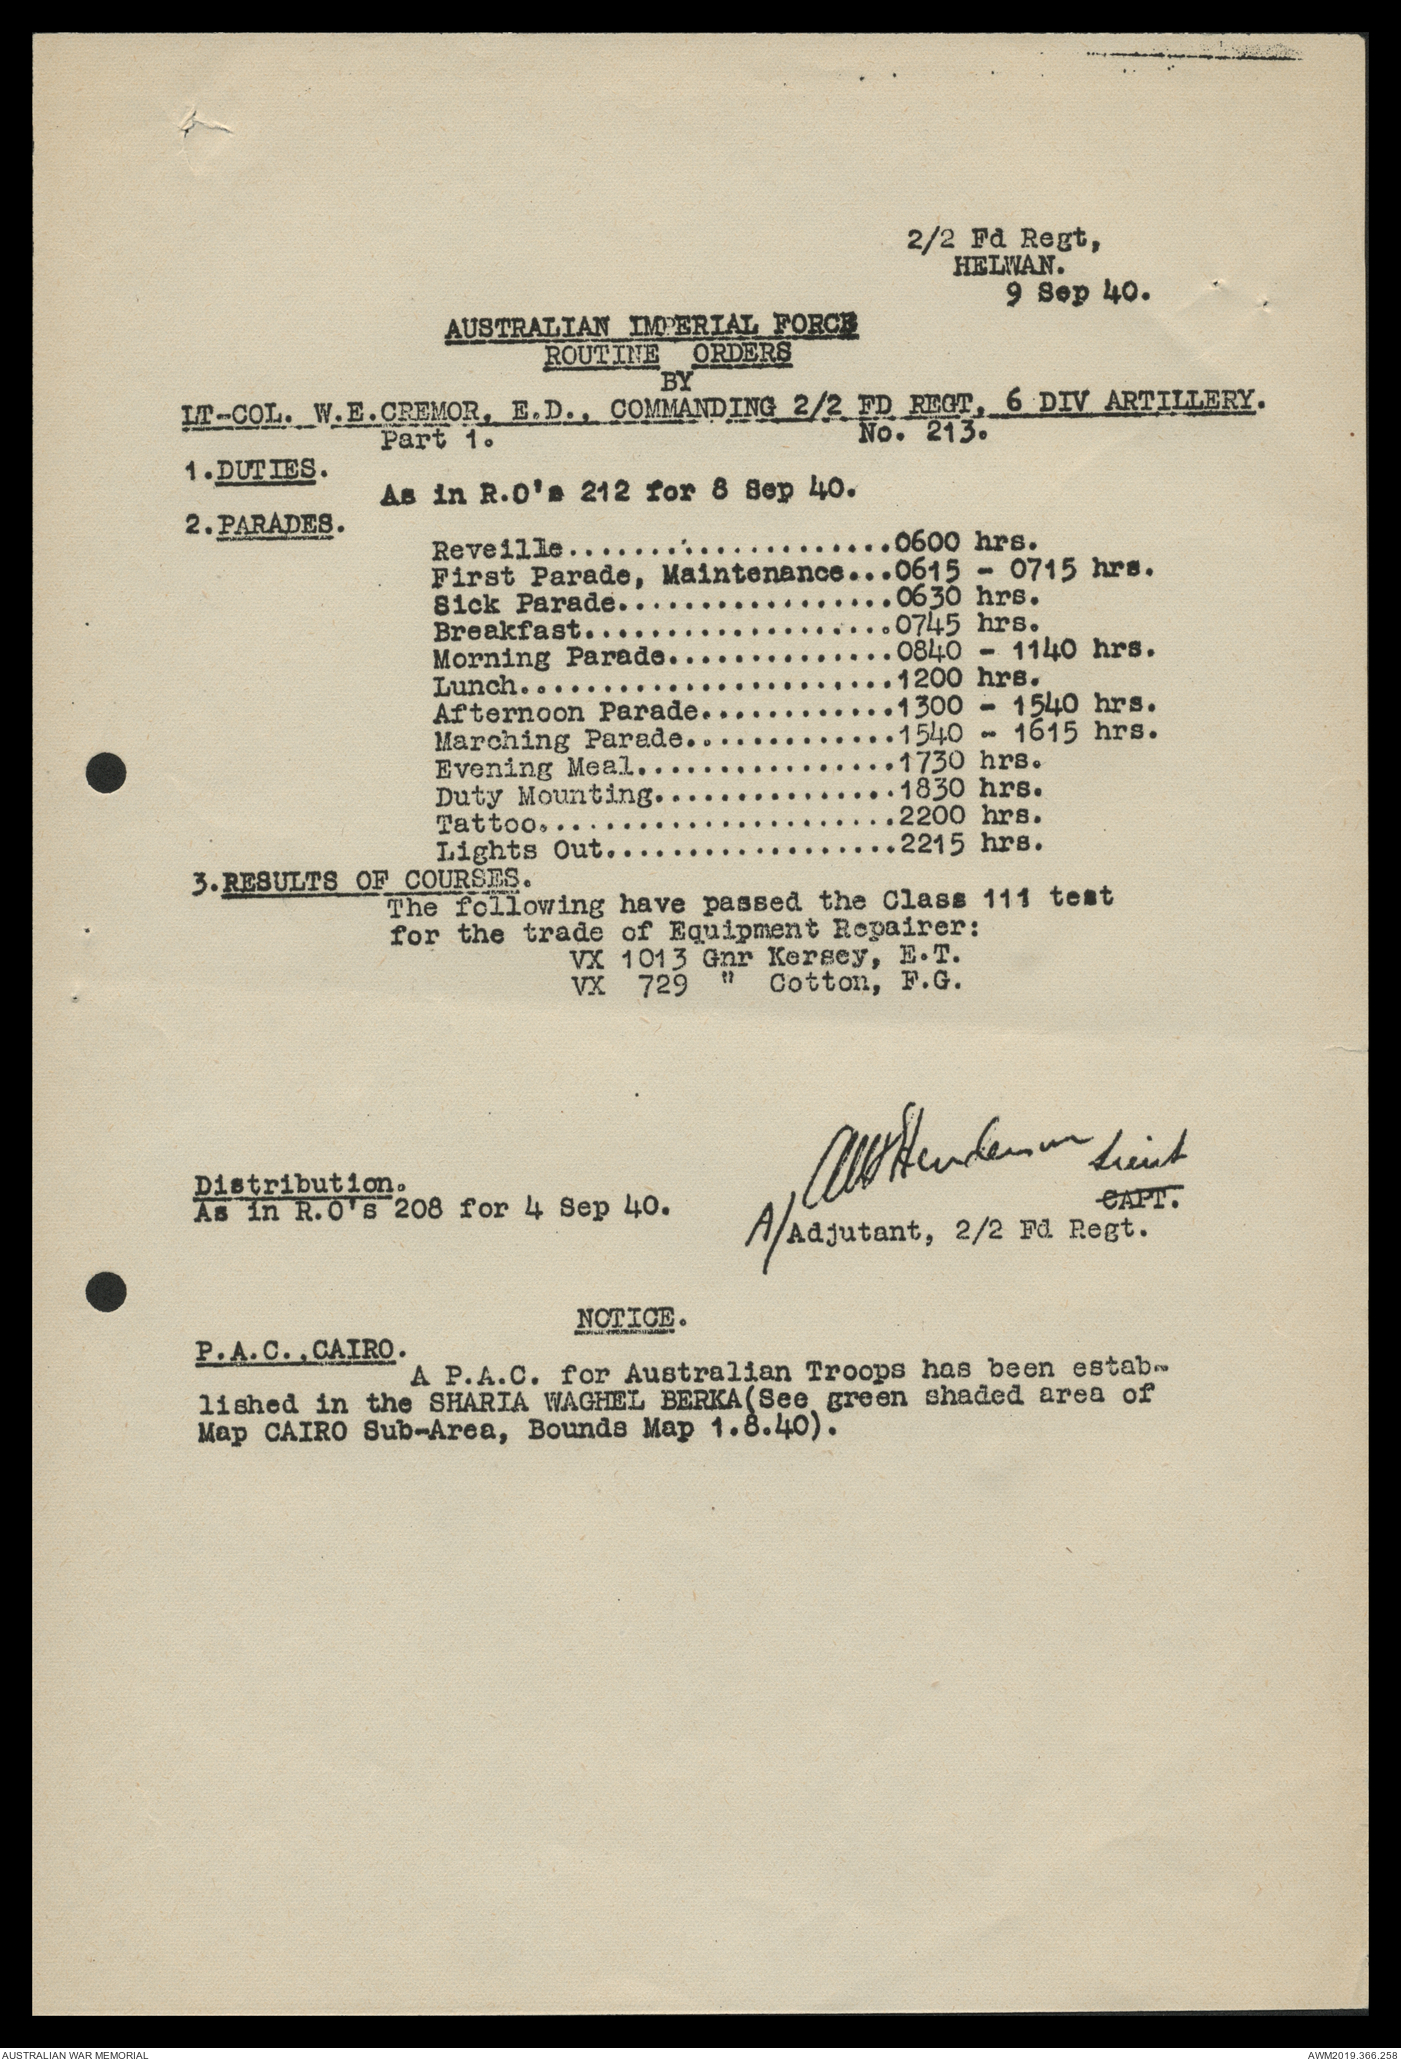 2/2 Fd Regt,
HELWAN.
9 Sep 40.
AUSTRALIAN IMPERIAL FORCE
ROUTINE ORDERS
BY
LT-COL. W.E.CREMOR, E.D., COMMANDING 2/2 FD REGT, 6 DIV ARTILLERY.
Part 1. No. 213.
1.DUTIES.
As in R.O's 212 for 8 Sep 40.
2.PARADES.
Reveille........................0600 hrs.
First Parade, Maintenance...0615 - 0715 hrs.
Sick Parade.................0630 hrs.
Breakfast...................0745 hrs.
Morning Parade..............0840 - 1140 hrs.
Lunch.......................1200 hrs.
Afternoon Parade............1300 - 1540 hrs.
Marching Parade.............1540 - 1615 hrs.
Evening Meal................1730 hrs.
Duty Mounting...............1830 hrs.
Tattoo......................2200 hrs.
Lights Out..................2215 hrs.
3.RESULTS OF COURSES.
The following have passed the Class 111 test
for the trade of Equipment Repairer:
VX 1013 Gnr Kersey, E.T.
VX 729 " Cotton, F.G.
Henderson Lieut
Distribution.
As in R.O's 208 for 4 Sep 40.
CAPT.
A/Adjutant, 2/2 Fd Regt.
NOTICE.
P.A.C.,CAIRO.
A P.A.C. for Australian Troops has been estab-
lished in the SHARIA WAGHEL BERKA(See green shaded area of
Map CAIRO Sub-Area, Bounds Map 1.8.40).
AUSTRALIAN WAR MEMORIAL
AWM2019.366.258